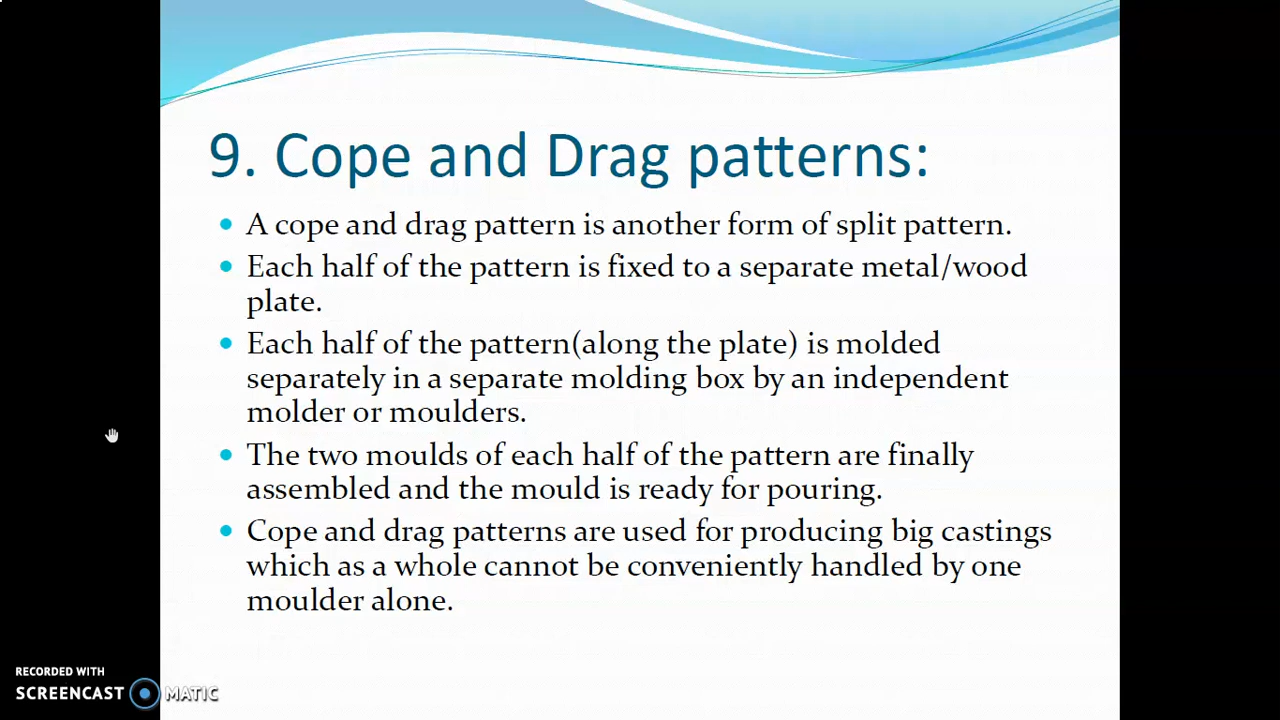 9. Cope and Drag patterns:
• A cope and drag pattern is another form of split pattern.
• Each half of the pattern is fixed to a separate metal/wood
plate.
• Each half of the pattern(along the plate) is molded
separately in a separate molding box by an independent
molder or moulders.
• The two moulds of each half of the pattern are finally
assembled and the mould is ready for pouring.
• Cope and drag patterns are used for producing big castings
which as a whole cannot be conveniently handled by one
moulder alone.
RECORDED WITH
SCREENCAST MATIC